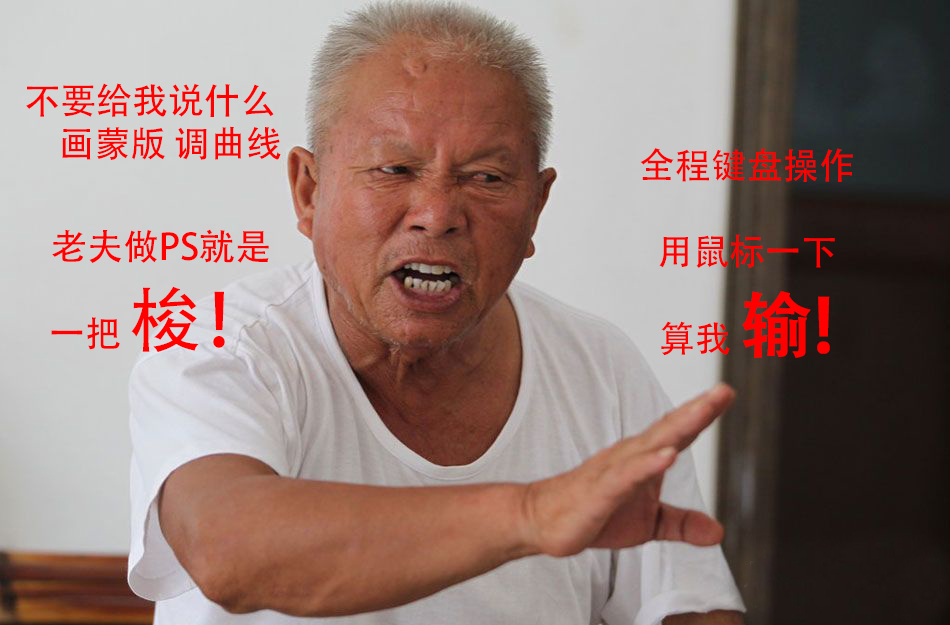 不要给我说什么
画蒙版 调曲线
老夫做PS就是
一把 梭！
全程键盘操作
用鼠标一下
算我 输!